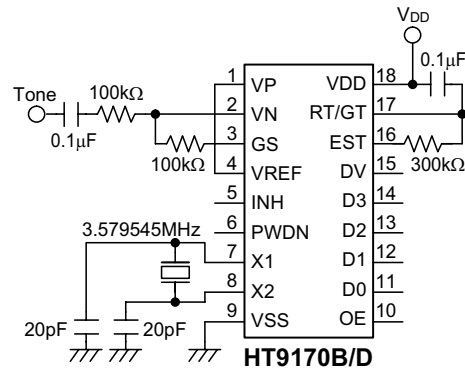 VDD
0.1μF
Tone
100kΩ
0.1μF
100kΩ
1 VP VDD 18
2 VN RT/GT 17
3 GS EST 16
300kΩ
4 VREF DV 15
5 INH D3 14
6 PWDN D2 13
3.579545MHz
7 X1 D1 12
8 X2 D0 11
9 VSS OE 10
20pF 20pF
HT9170B/D